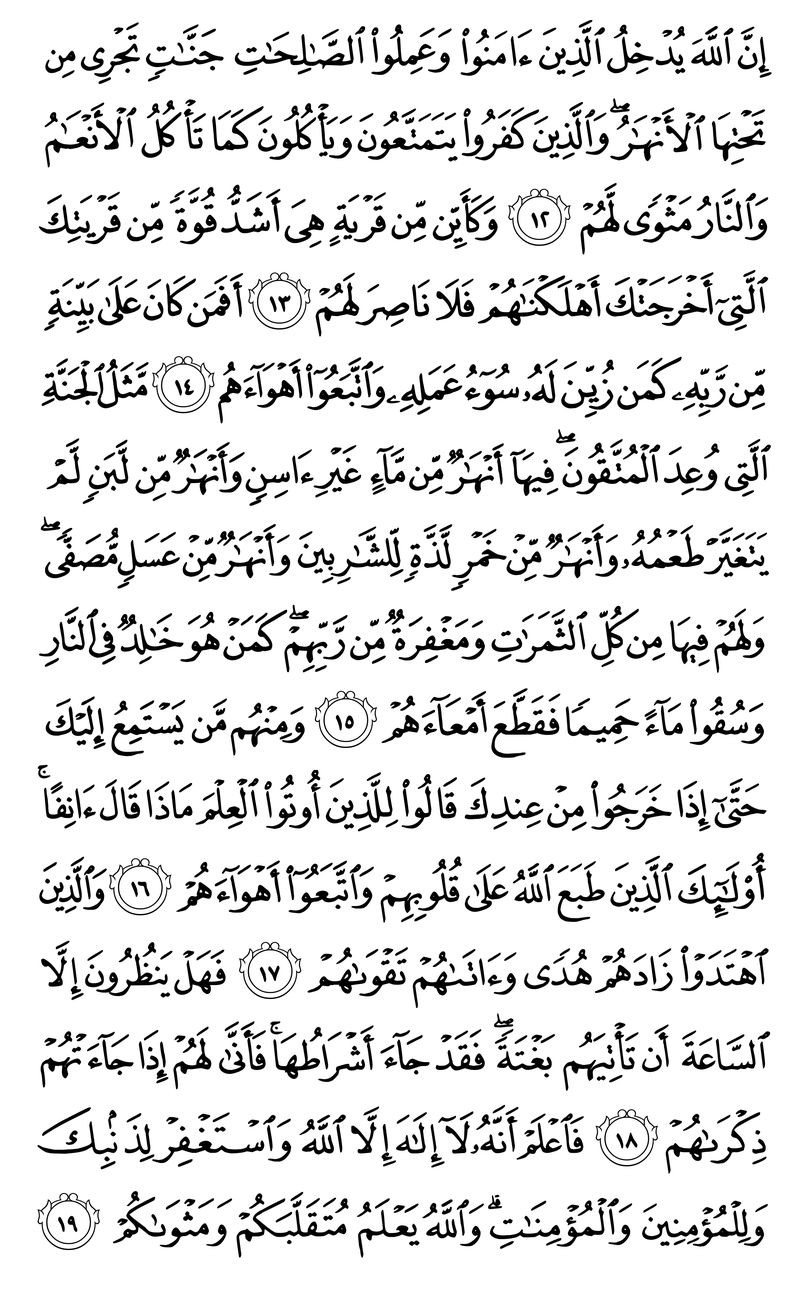 إِنَّ ٱللَّهَ يُدْخِلُ ٱلَّذِينَ ءَامَنُوا۟ وَعَمِلُوا۟ ٱلصَّٰلِحَٰتِ جَنَّٰتٍ تَجْرِى مِن
تَحْتِهَا ٱلْأَنْهَٰرُ ۖ وَٱلَّذِينَ كَفَرُوا۟ يَتَمَتَّعُونَ وَيَأْكُلُونَ كَمَا تَأْكُلُ ٱلْأَنْعَٰمُ
وَٱلنَّارُ مَثْوًى لَّهُمْ ١٢ وَكَأَيِّن مِّن قَرْيَةٍ هِىَ أَشَدُّ قُوَّةً مِّن قَرْيَتِكَ
ٱلَّتِىٓ أَخْرَجَتْكَ أَهْلَكْنَٰهُمْ فَلَا نَاصِرَ لَهُمْ ١٣ أَفَمَن كَانَ عَلَىٰ بَيِّنَةٍ
مِّن رَّبِّهِۦ كَمَن زُيِّنَ لَهُۥ سُوٓءُ عَمَلِهِۦ وَٱتَّبَعُوٓا۟ أَهْوَآءَهُم ١٤ مَّثَلُ ٱلْجَنَّةِ
ٱلَّتِى وُعِدَ ٱلْمُتَّقُونَ ۖ فِيهَآ أَنْهَٰرٌ مِّن مَّآءٍ غَيْرِ ءَاسِنٍ وَأَنْهَٰرٌ مِّن لَّبَنٍ لَّمْ
يَتَغَيَّرْ طَعْمُهُۥ وَأَنْهَٰرٌ مِّنْ خَمْرٍ لَّذَّةٍ لِّلشَّٰرِبِينَ وَأَنْهَٰرٌ مِّنْ عَسَلٍ مُّصَفًّى ۖ
وَلَهُمْ فِيهَا مِن كُلِّ ٱلثَّمَرَٰتِ وَمَغْفِرَةٌ مِّن رَّبِّهِمْ ۖ كَمَنْ هُوَ خَٰلِدٌ فِى ٱلنَّارِ
وَسُقُوا۟ مَآءً حَمِيمًا فَقَطَّعَ أَمْعَآءَهُمْ ١٥ وَمِنْهُم مَّن يَسْتَمِعُ إِلَيْكَ
حَتَّىٰٓ إِذَا خَرَجُوا۟ مِنْ عِندِكَ قَالُوا۟ لِلَّذِينَ أُوتُوا۟ ٱلْعِلْمَ مَاذَا قَالَ ءَانِفًا ۚ
أُو۟لَٰٓئِكَ ٱلَّذِينَ طَبَعَ ٱللَّهُ عَلَىٰ قُلُوبِهِمْ وَٱتَّبَعُوٓا۟ أَهْوَآءَهُمْ ١٦ وَٱلَّذِينَ
ٱهْتَدَوْا۟ زَادَهُمْ هُدًى وَءَاتَىٰهُمْ تَقْوَىٰهُمْ ١٧ فَهَلْ يَنظُرُونَ إِلَّا
ٱلسَّاعَةَ أَن تَأْتِيَهُم بَغْتَةً ۖ فَقَدْ جَآءَ أَشْرَاطُهَا ۚ فَأَنَّىٰ لَهُمْ إِذَا جَآءَتْهُمْ
ذِكْرَىٰهُمْ ١٨ فَٱعْلَمْ أَنَّهُۥ لَآ إِلَٰهَ إِلَّا ٱللَّهُ وَٱسْتَغْفِرْ لِذَنۢبِكَ
وَلِلْمُؤْمِنِينَ وَٱلْمُؤْمِنَٰتِ ۗ وَٱللَّهُ يَعْلَمُ مُتَقَلَّبَكُمْ وَمَثْوَىٰكُمْ ١٩